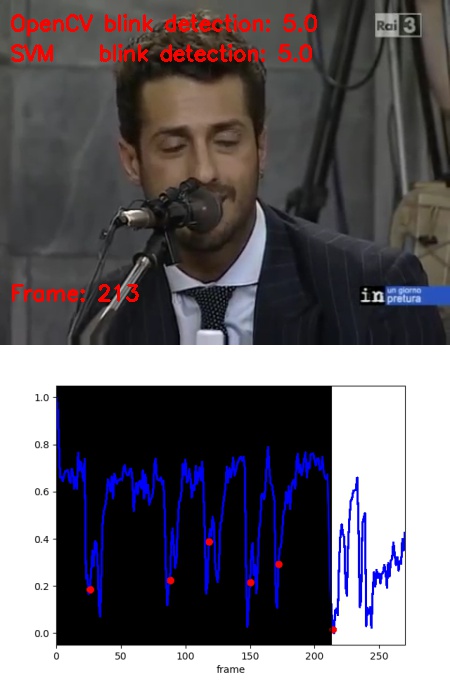 OpenCV blink detection: 5.0
Rai 3
SVM blink detection: 5.0
Frame: 213
in un giorno
pretura
1.0
0.8
0.6
0.4
0.2
0.0
0 50 100 150 200 250
frame